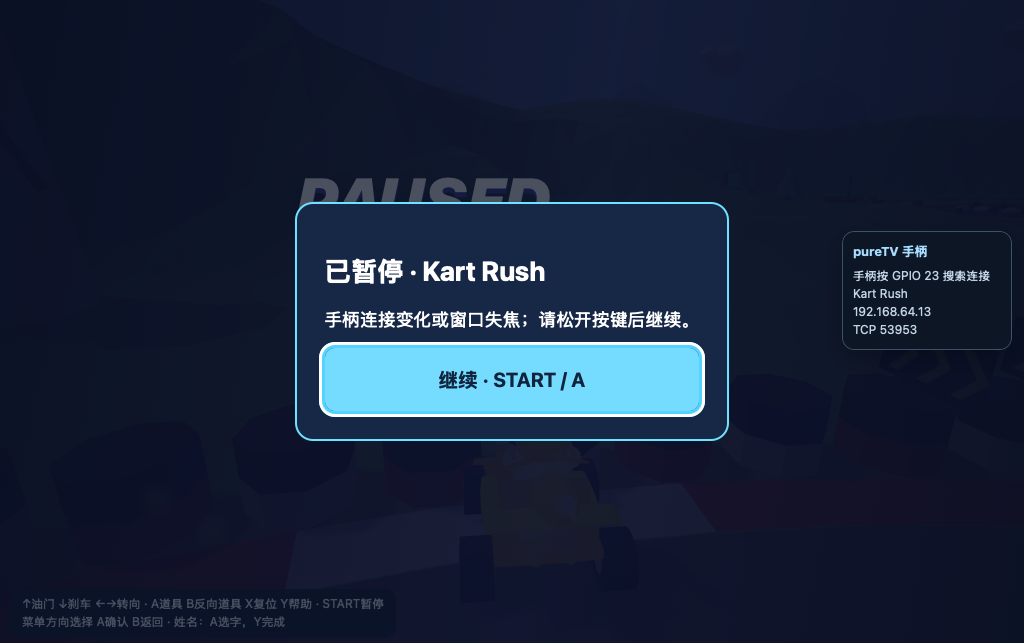 PAUSED
已暂停 · Kart Rush
手柄连接变化或窗口失焦；请松开按键后继续。
继续 · START / A
pureTV 手柄
手柄按 GPIO 23 搜索连接
Kart Rush
192.168.64.13
TCP 53953
↑油门 ↓刹车 ←→转向 · A道具 B反向道具 X复位 Y帮助 · START暂停
菜单方向选择 A确认 B返回 · 姓名：A选字，Y完成